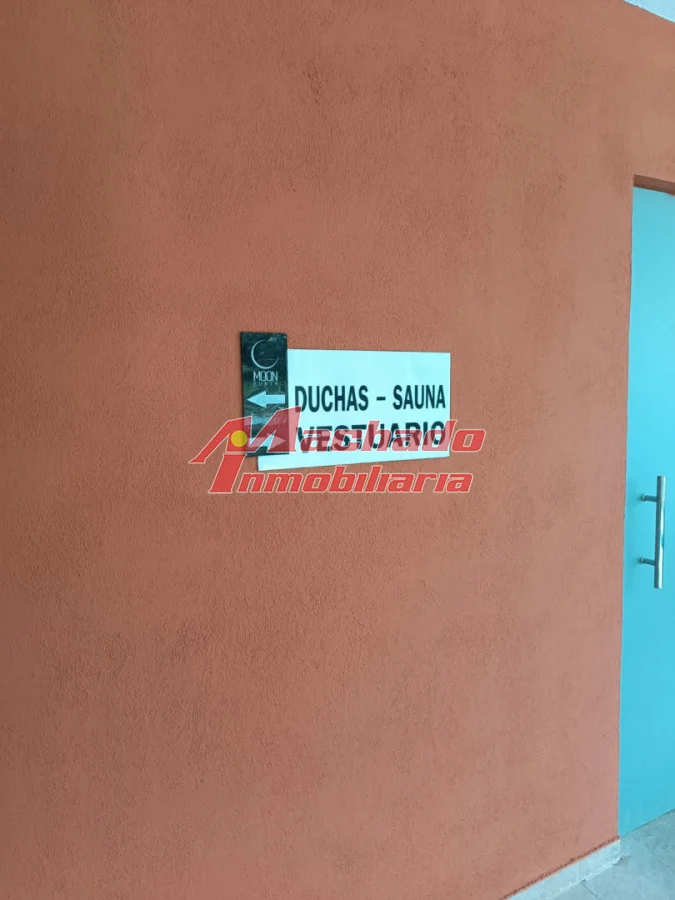 MOON
DUCHAS – SAUNA
VESTUARIO
Machado
Inmobiliaria